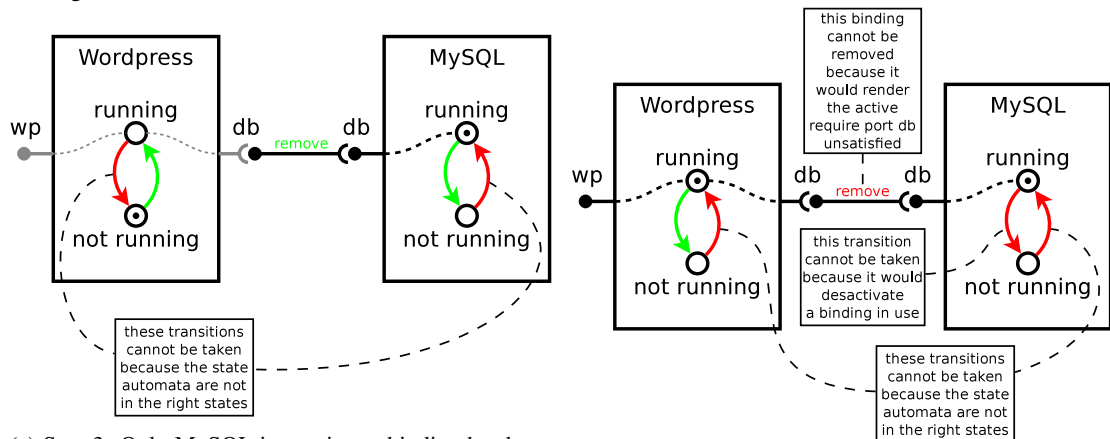 Wordpress
running
not running
wp
db
remove
db
MySQL
running
not running
these transitions
cannot be taken
because the state
automata are not
in the right states
this binding
cannot be
removed
because it
would render
the active
require port db
unsatisfied
Wordpress
running
not running
wp
db
remove
db
MySQL
running
not running
this transition
cannot be taken
because it would
desactivate
a binding in use
these transitions
cannot be taken
because the state
automata are not
in the right states